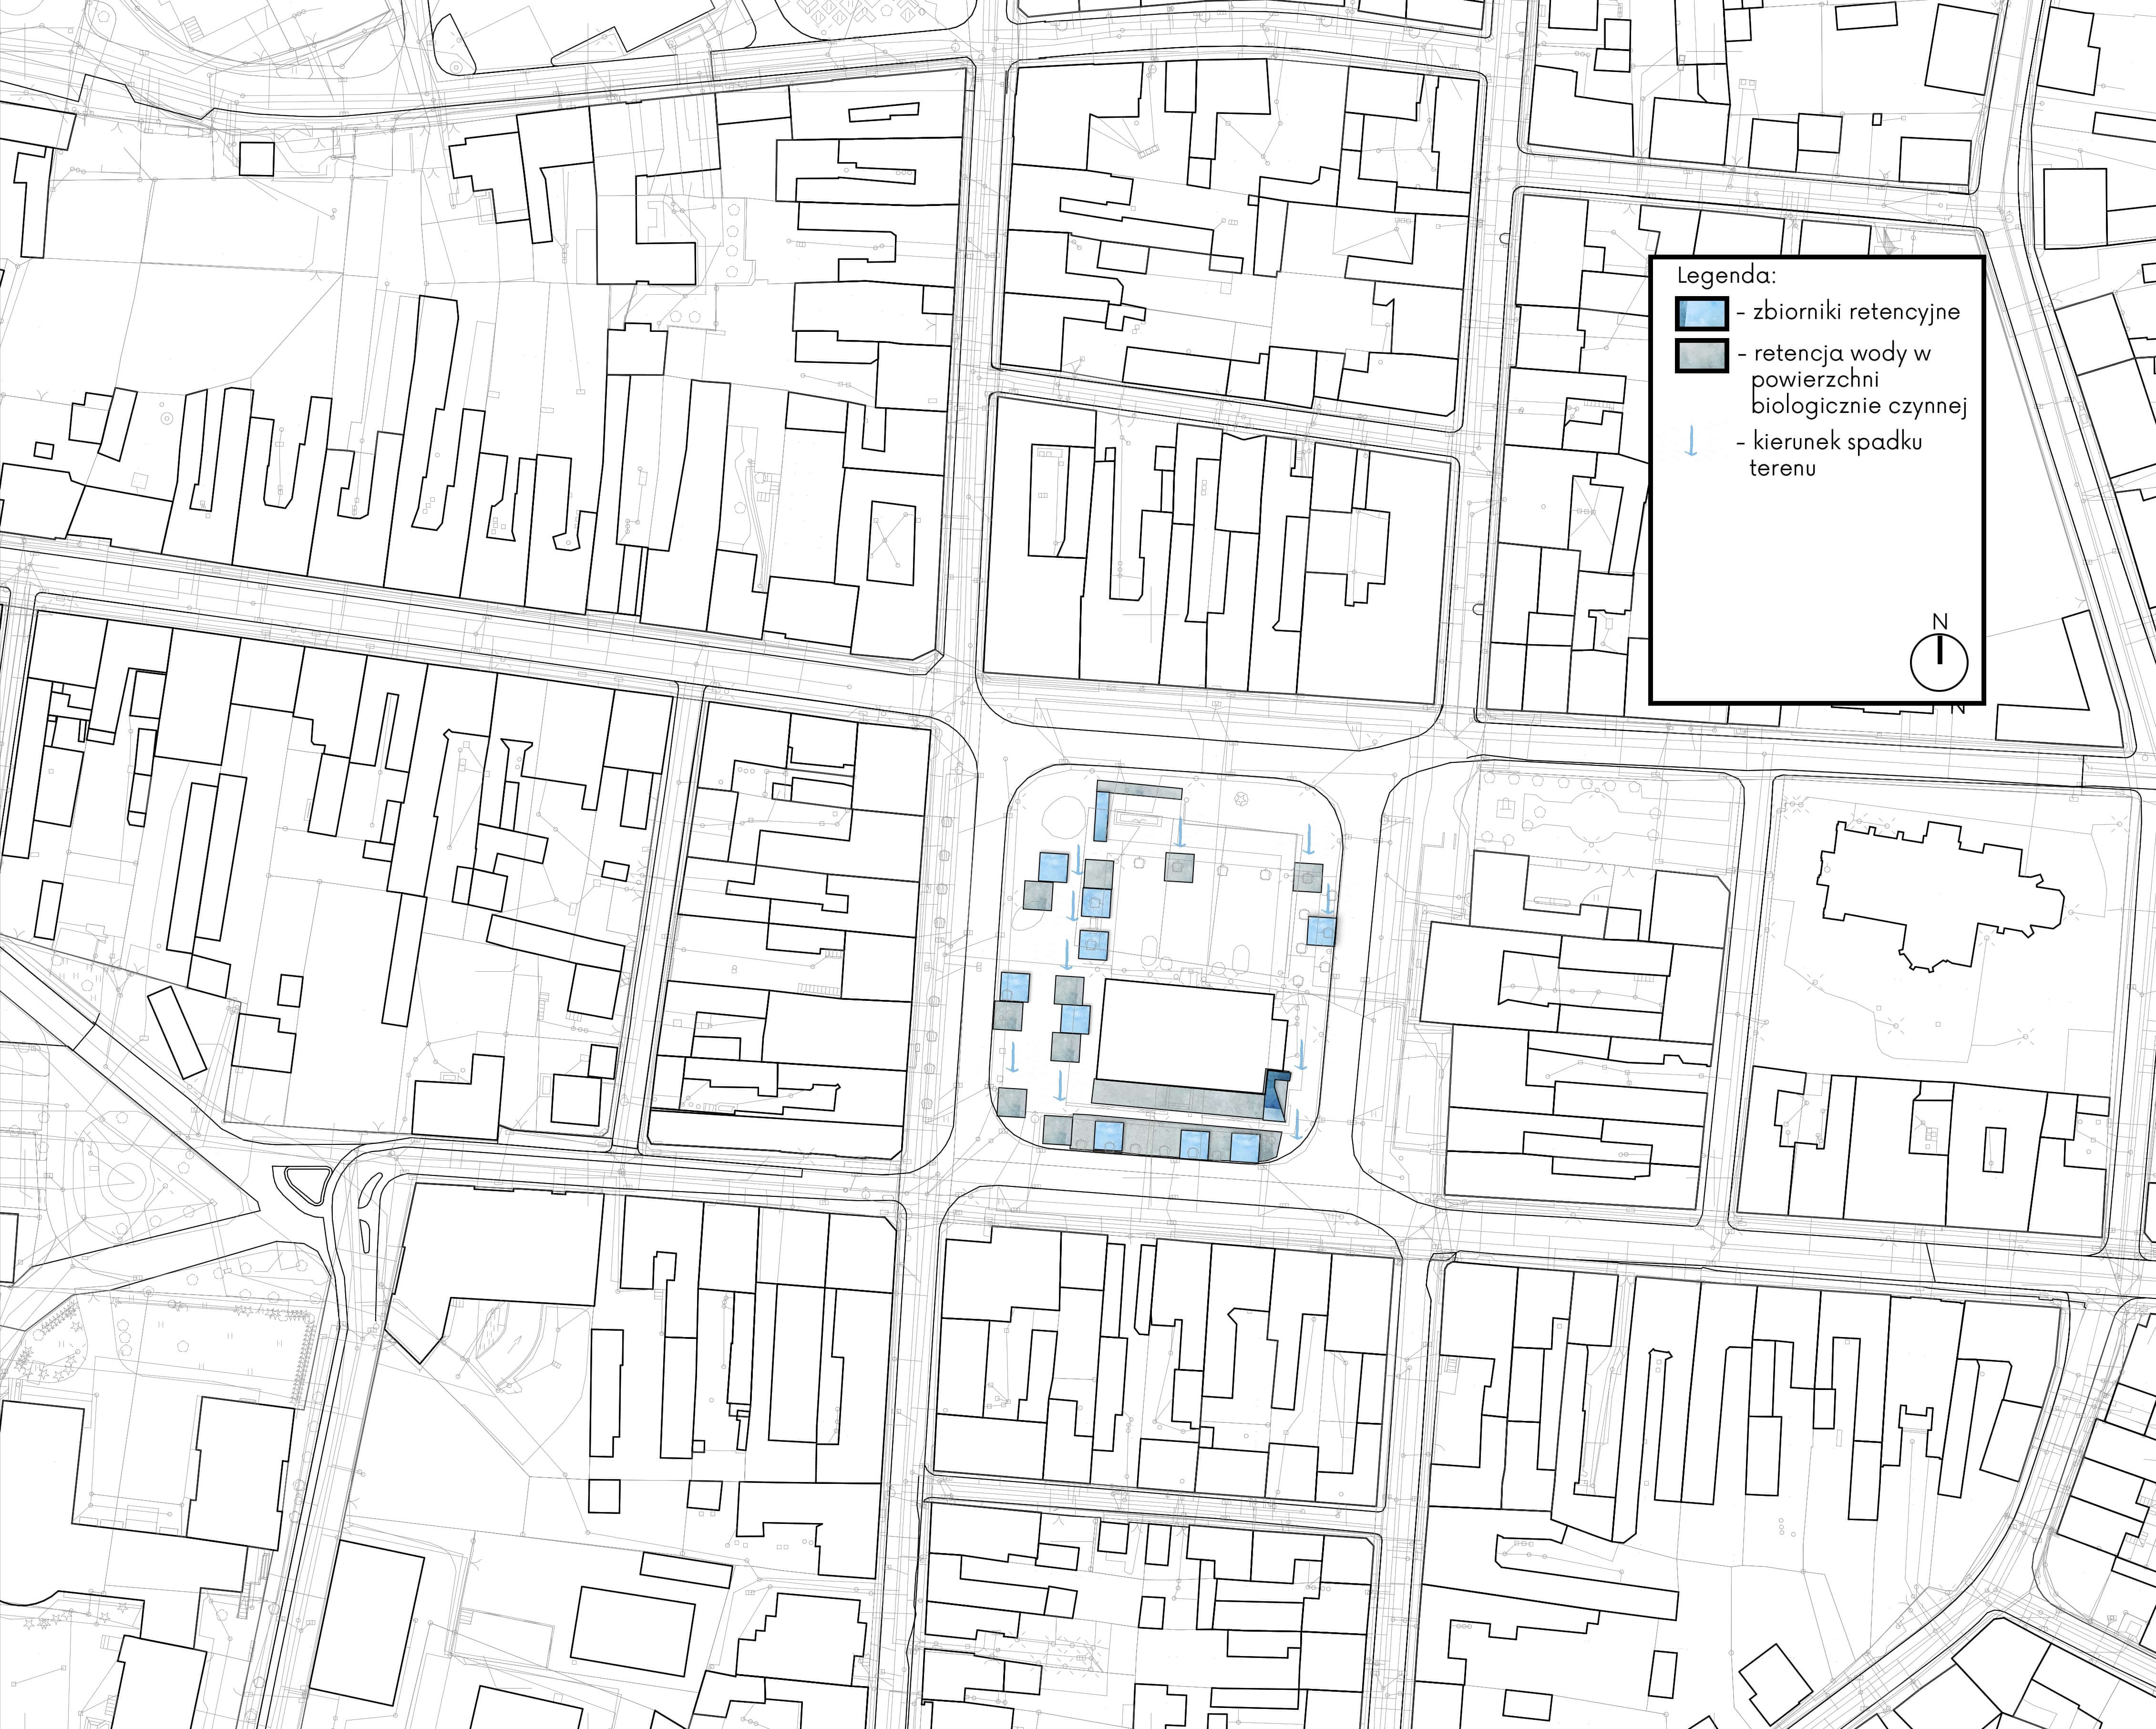 Legenda:
- zbiorniki retencyjne
- retencja wody w
powierzchni
biologicznie czynnej
- kierunek spadku
terenu
N
N